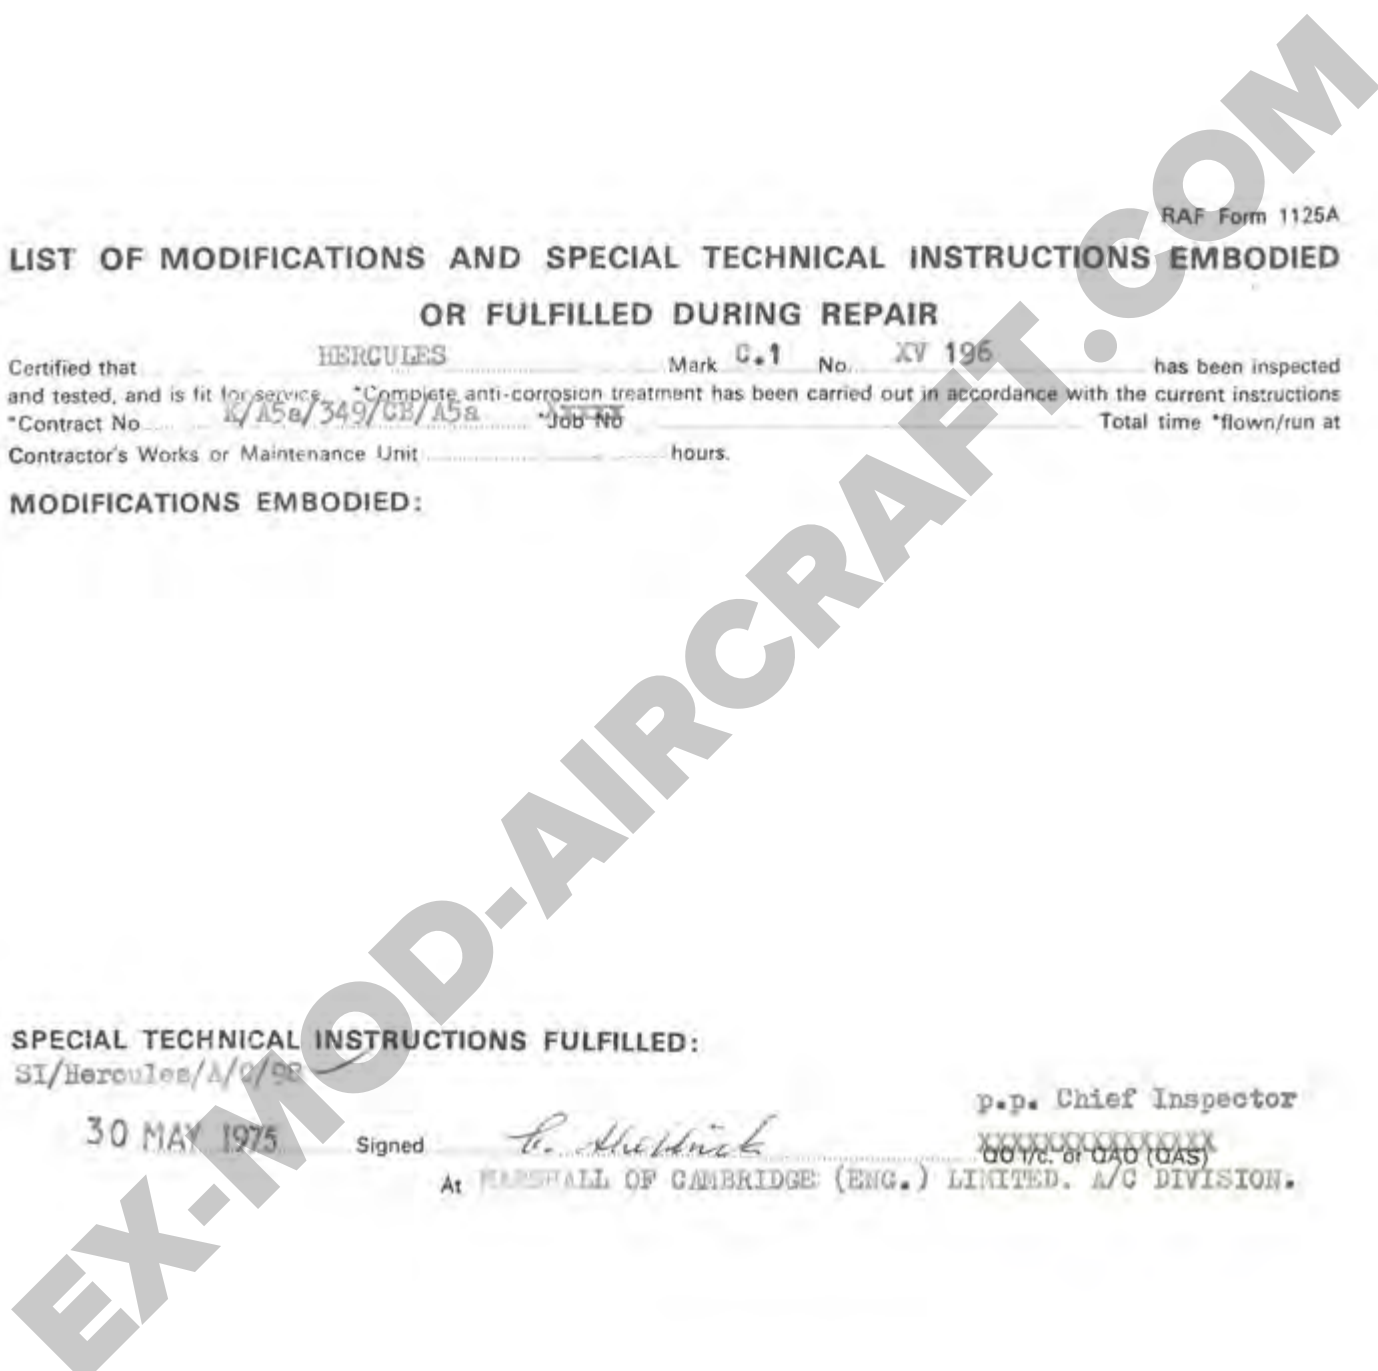 RAF Form 1125A
LIST OF MODIFICATIONS AND SPECIAL TECHNICAL INSTRUCTIONS EMBODIED
OR FULFILLED DURING REPAIR
Certified that HERCULES Mark C.1 No. XV 196 has been inspected
and tested, and is fit for service. *Complete anti-corrosion treatment has been carried out in accordance with the current instructions
*Contract No K/A5a/349/CB/A5a *Job No Total time *flown/run at
Contractor's Works or Maintenance Unit hours.
MODIFICATIONS EMBODIED:
SPECIAL TECHNICAL INSTRUCTIONS FULFILLED:
SI/Hercules/A/C/98
30 MAY 1975 Signed
p.p. Chief Inspector
or OAO (QAS)
At MARSHALL OF CAMBRIDGE (ENG.) LIMITED. A/C DIVISION.
EX-MOD-AIRCRAFT.COM